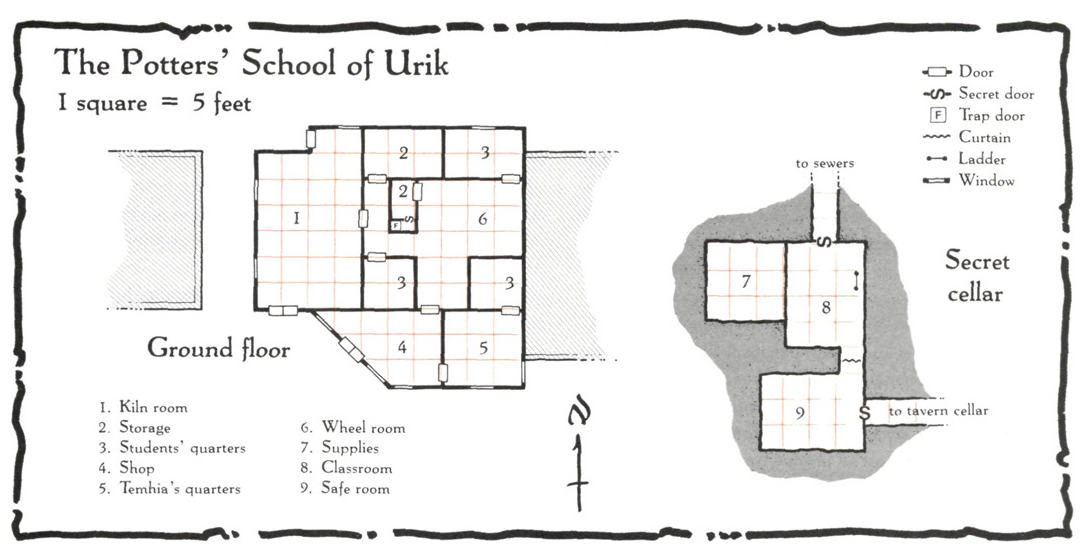 The Potters' School of Urik
1 square = 5 feet
Door
Secret door
F Trap door
Curtain
Ladder
Window
2
3
2
1
6
F
S
3
3
4
5
Ground floor
to sewers
S
7
8
Secret
cellar
9
S
to tavern cellar
1. Kiln room
2. Storage
3. Students' quarters
4. Shop
5. Temhia's quarters
6. Wheel room
7. Supplies
8. Classroom
9. Safe room
N